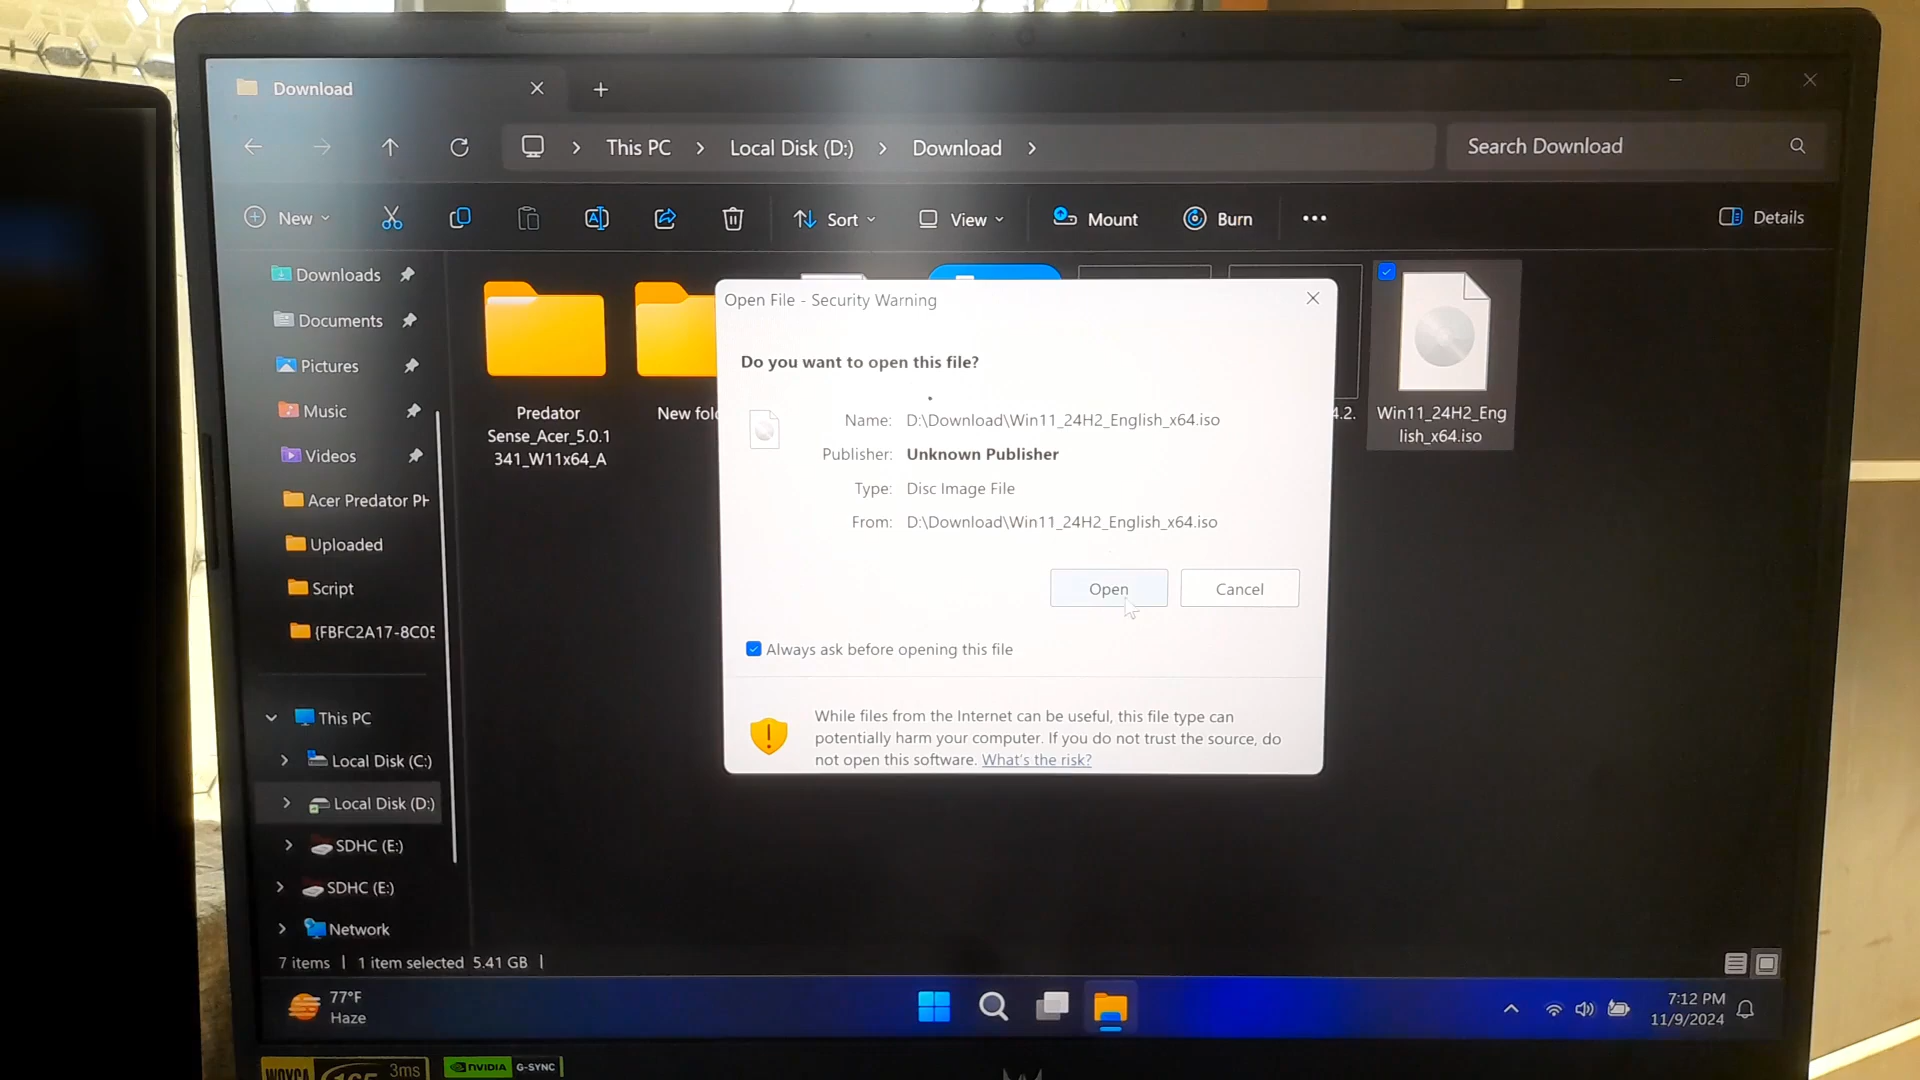 Download
This PC > Local Disk (D:) > Download >
Search Download
New
Sort
View
Mount
Burn
Details
Downloads
Documents
Pictures
Music
Videos
Acer Predator PH
Uploaded
Script
{FBFC2A17-8C05
This PC
Local Disk (C:)
Local Disk (D:)
SDHC (E:)
SDHC (E:)
Network
Predator
Sense_Acer_5.0.1
341_W11x64_A
New fol
4.2.
Win11_24H2_Eng
lish_x64.iso
Open File - Security Warning
Do you want to open this file?
Name: D:\Download\Win11_24H2_English_x64.iso
Publisher: Unknown Publisher
Type: Disc Image File
From: D:\Download\Win11_24H2_English_x64.iso
Open
Cancel
Always ask before opening this file
While files from the Internet can be useful, this file type can
potentially harm your computer. If you do not trust the source, do
not open this software. What's the risk?
7 items | 1 item selected 5.41 GB |
77°F
Haze
7:12 PM
11/9/2024
WQXGA
165
3ms
NVIDIA G-SYNC